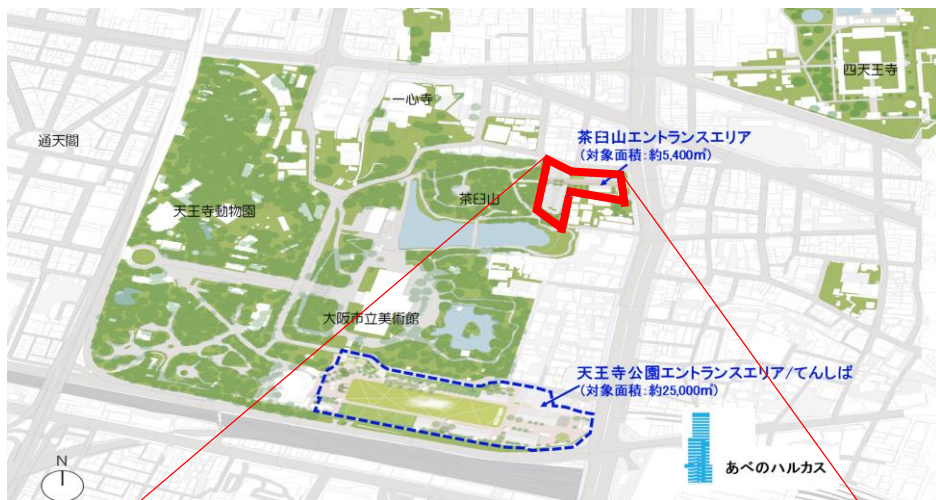 四天王寺
一心寺
通天閣
茶臼山エントランスエリア
（対象面積：約5,400㎡）
茶臼山
天王寺動物園
大阪市立美術館
天王寺公園エントランスエリア/てんしば
（対象面積：約25,000㎡）
あべのハルカス
N